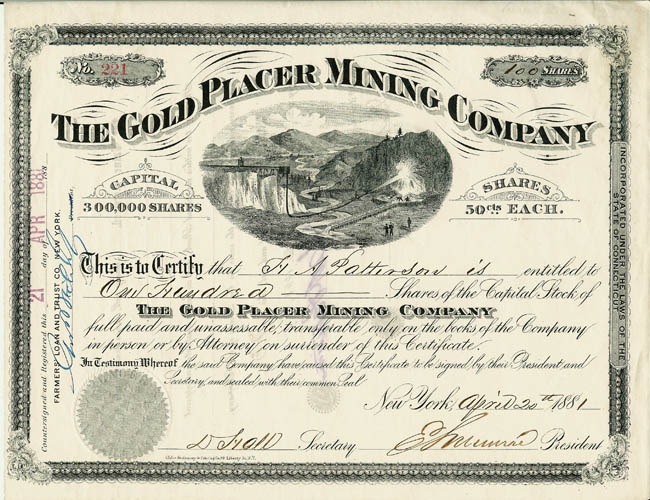 No. 221
100 SHARES
THE GOLD PLACER MINING COMPANY
CAPITAL
300,000 SHARES
SHARES
50 CTS EACH.
This is to Certify that H A Patterson is entitled to
One Hundred Shares of the Capital Stock of
THE GOLD PLACER MINING COMPANY
full paid and unassessable, transferable only on the books of the Company
in person or by Attorney on surrender of this Certificate.
In Testimony Whereof the said Company have caused this Certificate to be signed by their President and
Secretary, and sealed with their common Seal
New York, April 20th 1881
Secretary
President
Countersigned and Registered this 21 day of APR 188
FARMERS LOAN AND TRUST CO. NEW YORK.
INCORPORATED UNDER THE LAWS OF THE
STATE OF CONNECTICUT.